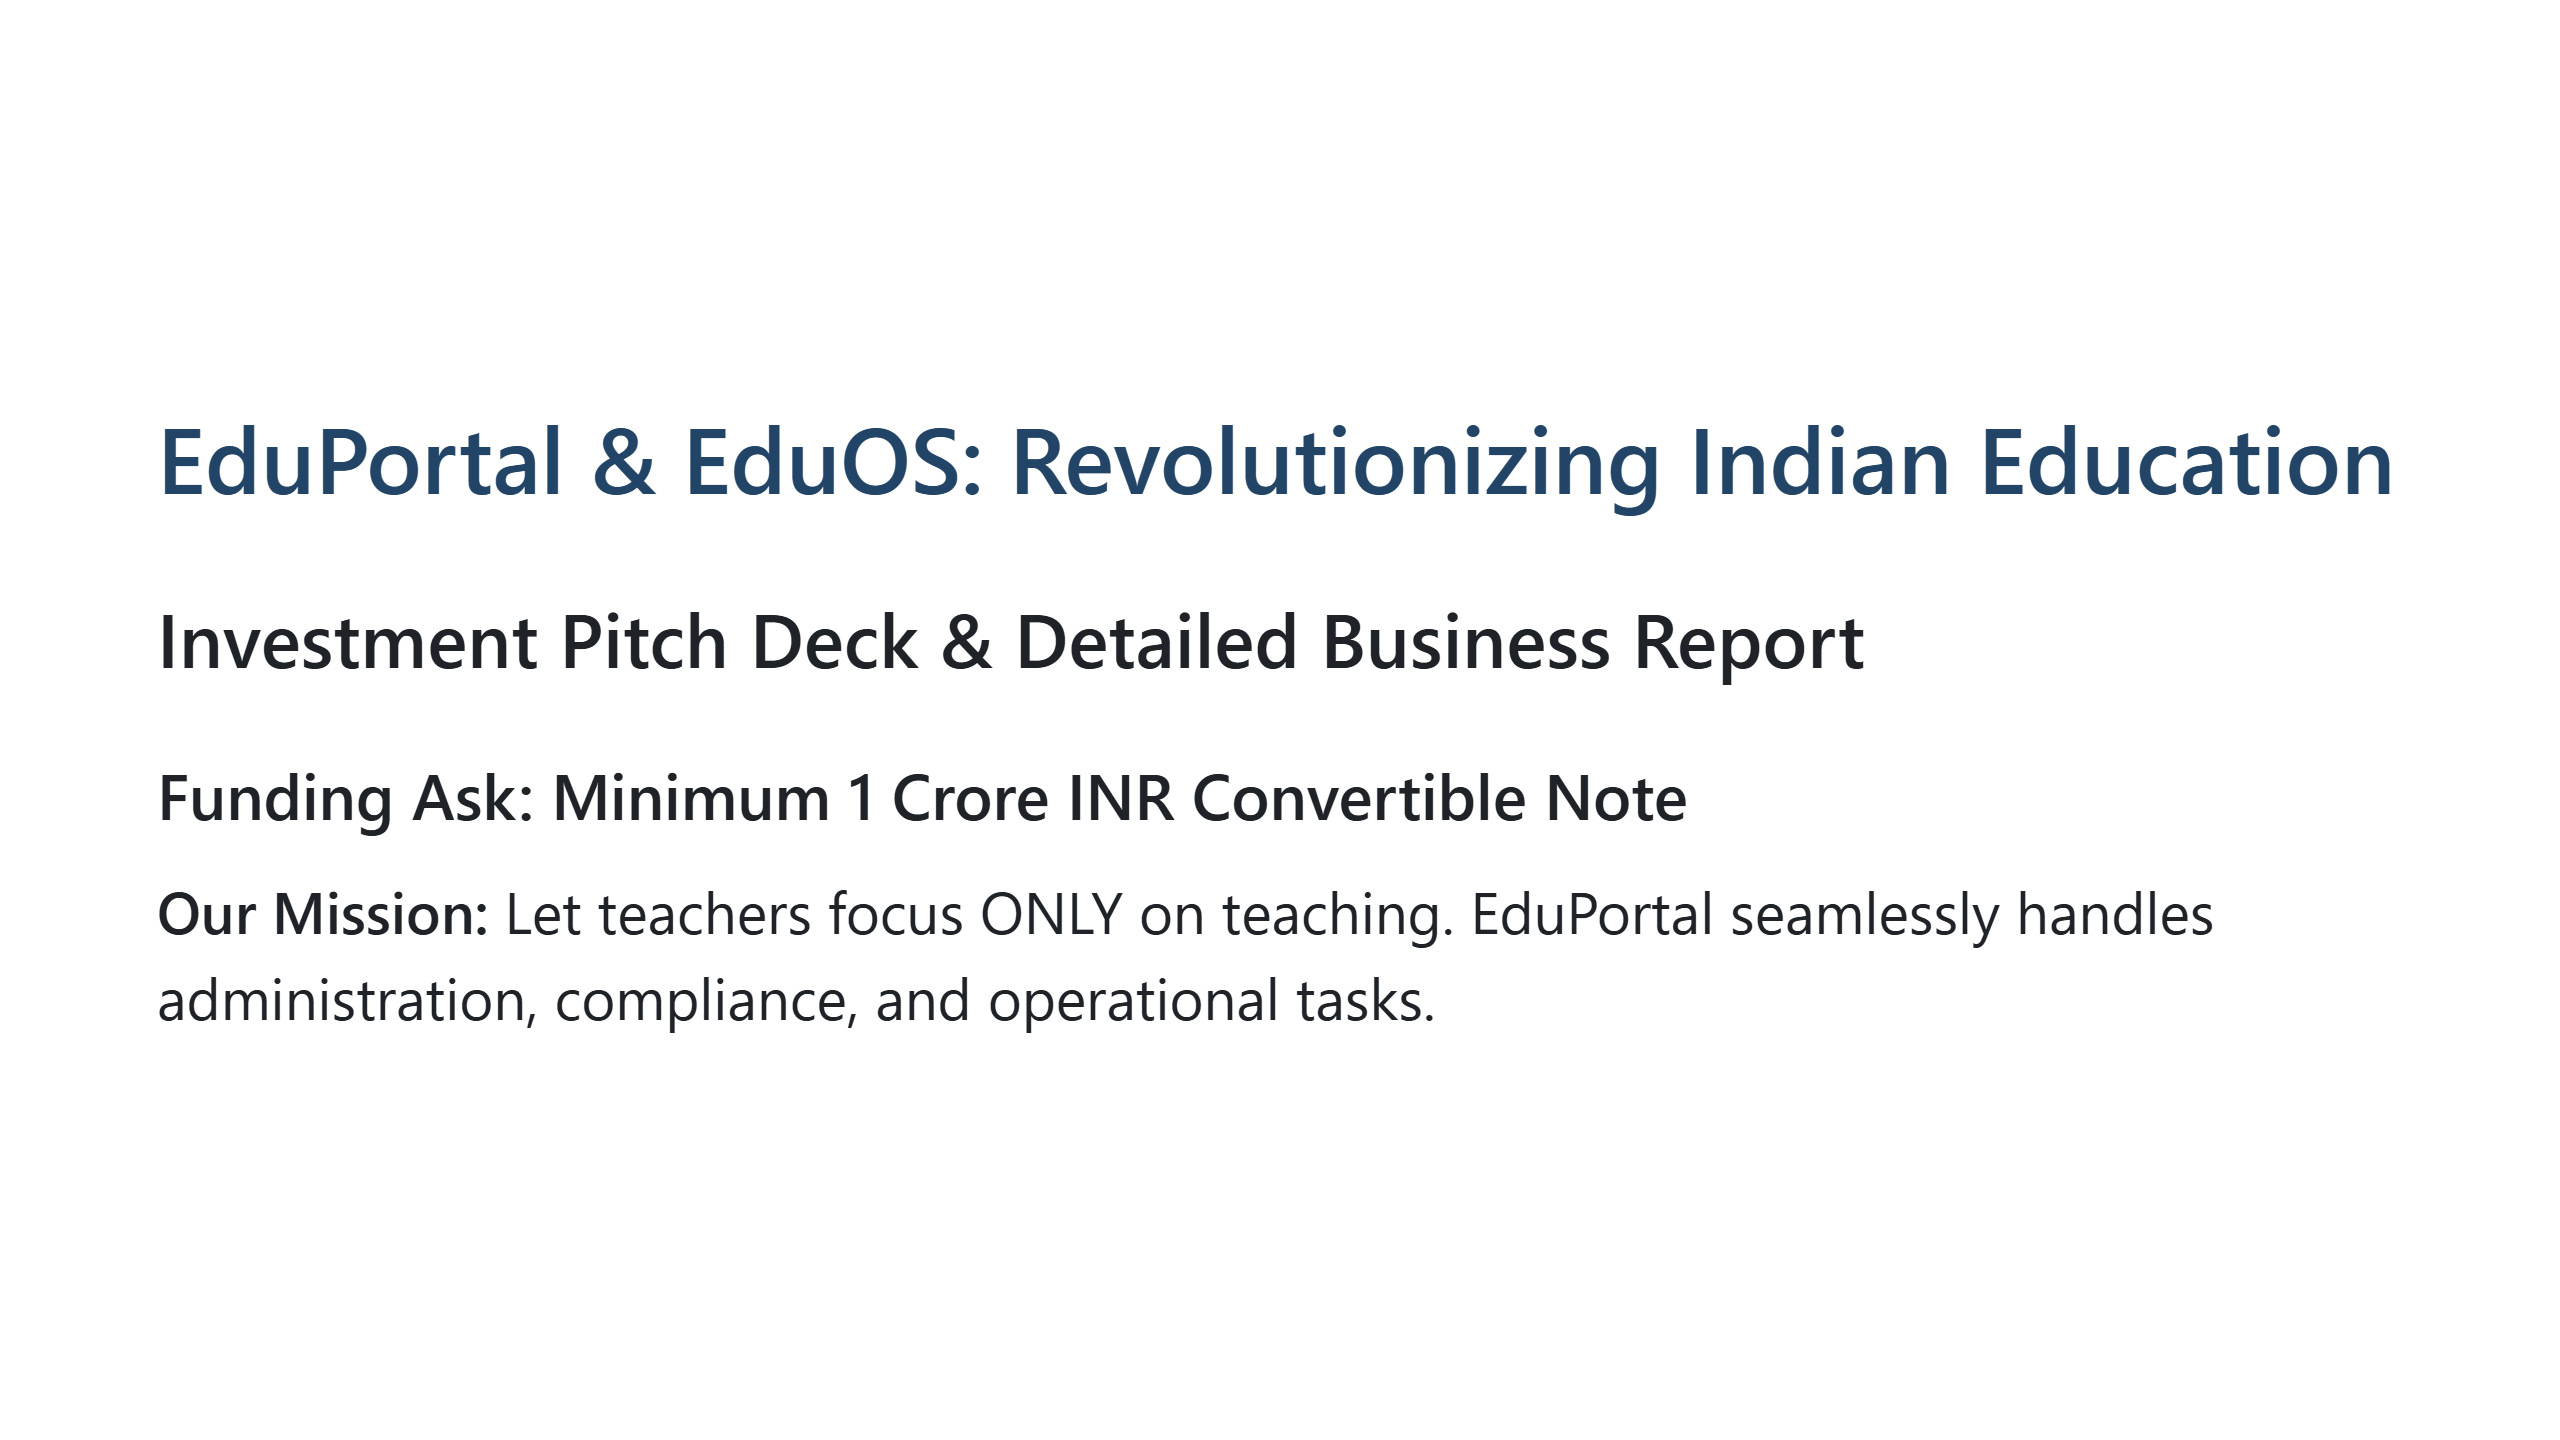 EduPortal & EduOS: Revolutionizing Indian Education
Investment Pitch Deck & Detailed Business Report
Funding Ask: Minimum 1 Crore INR Convertible Note
Our Mission: Let teachers focus ONLY on teaching. EduPortal seamlessly handles
administration, compliance, and operational tasks.